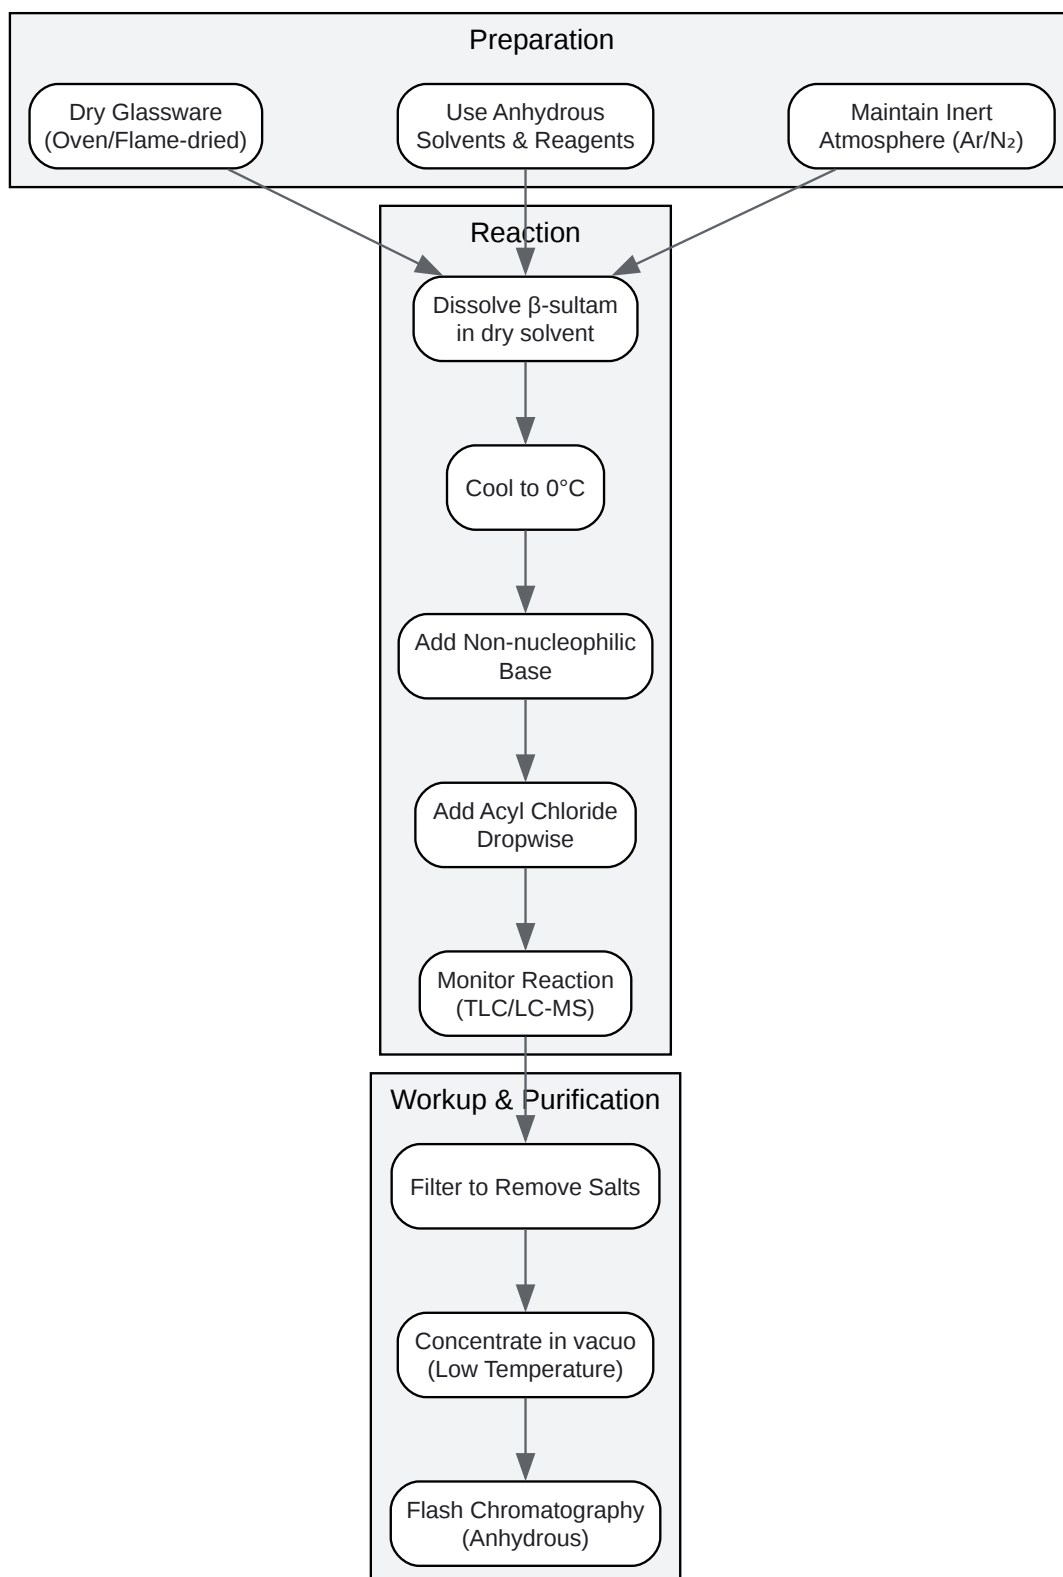 Preparation
Dry Glassware
(Oven/Flame-dried)
Use Anhydrous
Solvents & Reagents
Maintain Inert
Atmosphere (Ar/N₂)
Reaction
Dissolve β-sultam
in dry solvent
Cool to 0°C
Add Non-nucleophilic
Base
Add Acyl Chloride
Dropwise
Monitor Reaction
(TLC/LC-MS)
Workup & Purification
Filter to Remove Salts
Concentrate in vacuo
(Low Temperature)
Flash Chromatography
(Anhydrous)